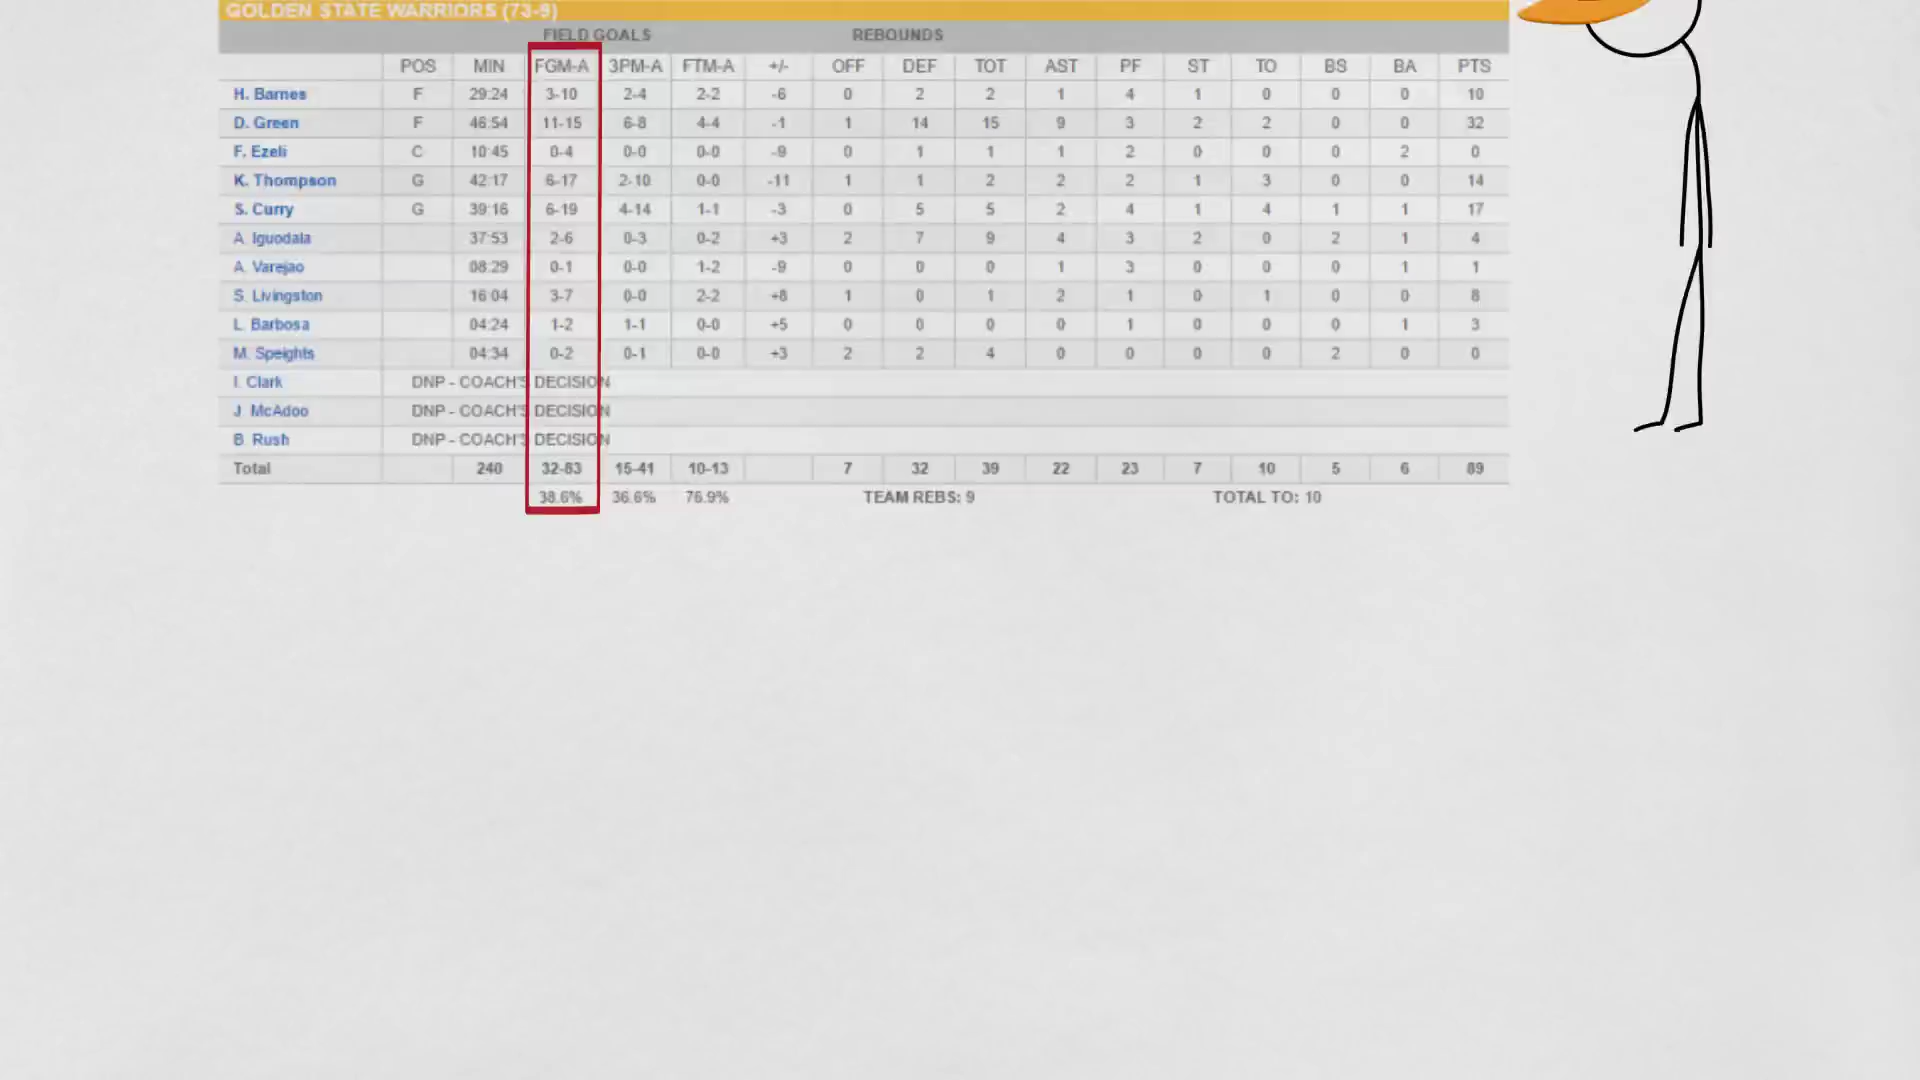 GOLDEN STATE WARRIORS (73-9)
FIELD GOALS REBOUNDS
POS MIN FGM-A 3PM-A FTM-A +/- OFF DEF TOT AST PF ST TO BS BA PTS
H. Barnes F 29:24 3-10 2-4 2-2 -6 0 2 2 1 4 1 0 0 0 10
D. Green F 46:54 11-15 6-8 4-4 -1 1 14 15 9 3 2 2 0 0 32
F. Ezeli C 10:45 0-4 0-0 0-0 -9 0 1 1 1 2 0 0 0 2 0
K. Thompson G 42:17 6-17 2-10 0-0 -11 1 1 2 2 2 1 3 0 0 14
S. Curry G 39:16 6-19 4-14 1-1 -3 0 5 5 2 4 1 4 1 1 17
A. Iguodala 37:53 2-6 0-3 0-2 +3 2 7 9 4 3 2 0 2 1 4
A. Varejao 08:29 0-1 0-0 1-2 -9 0 0 0 1 3 0 0 0 1 1
S. Livingston 16:04 3-7 0-0 2-2 +8 1 0 1 2 1 0 1 0 0 8
L. Barbosa 04:24 1-2 1-1 0-0 +5 0 0 0 0 1 0 0 0 1 3
M. Speights 04:34 0-2 0-1 0-0 +3 2 2 4 0 0 0 0 2 0 0
I. Clark DNP - COACH'S DECISION
J. McAdoo DNP - COACH'S DECISION
B. Rush DNP - COACH'S DECISION
Total 240 32-83 15-41 10-13 7 32 39 22 23 7 10 5 6 89
38.6% 36.6% 76.9% TEAM REBS: 9 TOTAL TO: 10